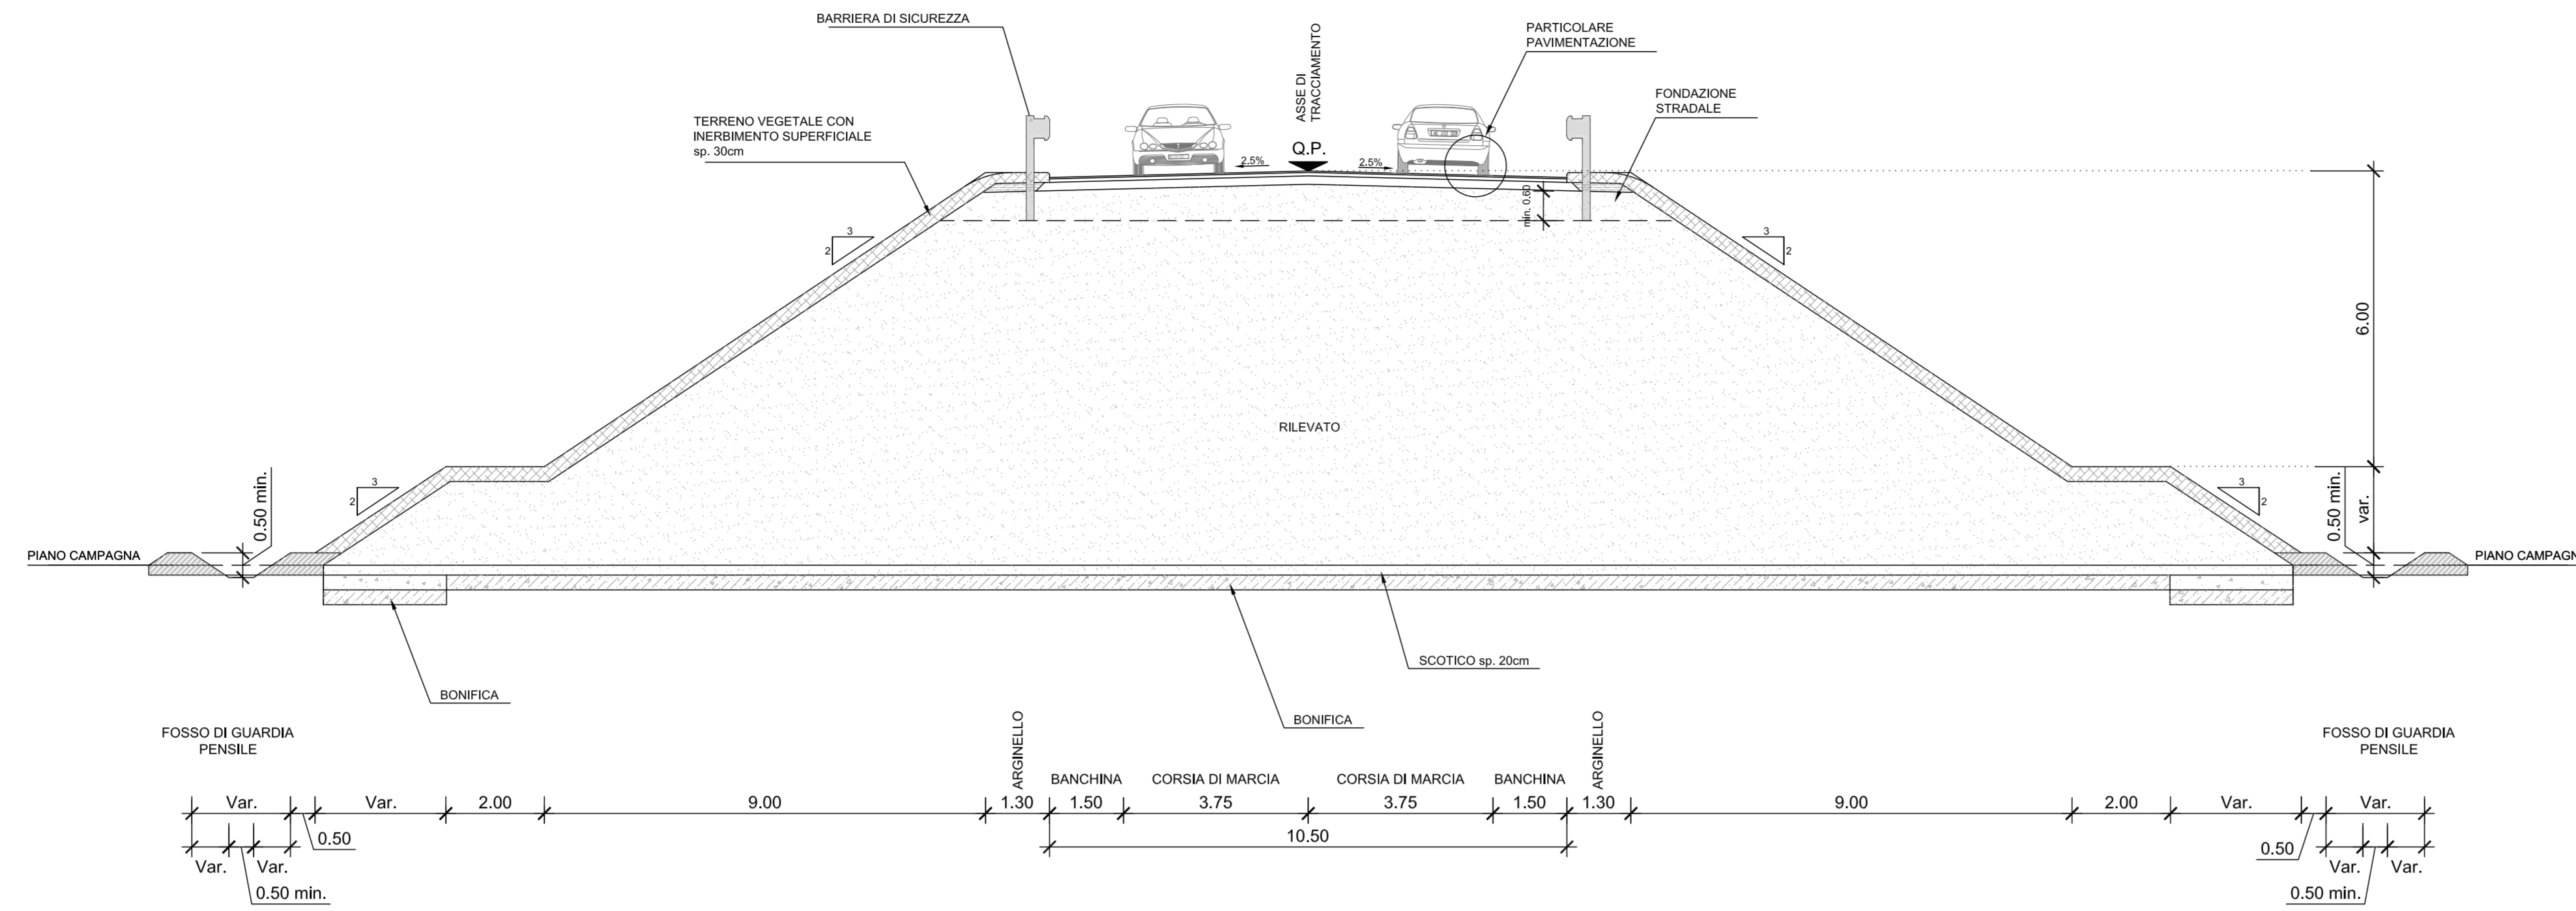 BARRIERA DI SICUREZZA
ASSE DI
TRACCIAMENTO
PARTICOLARE
PAVIMENTAZIONE
TERRENO VEGETALE CON
INERBIMENTO SUPERFICIALE
sp. 30cm
FONDAZIONE
STRADALE
Q.P.
2.5%
2.5%
min. 0.60
3
2
3
2
6.00
RILEVATO
3
2
0.50 min.
3
2
0.50 min.
var.
PIANO CAMPAGNA
PIANO CAMPAGN
SCOTICO sp. 20cm
BONIFICA
BONIFICA
FOSSO DI GUARDIA
PENSILE
ARGINELLO
ARGINELLO
FOSSO DI GUARDIA
PENSILE
BANCHINA CORSIA DI MARCIA CORSIA DI MARCIA BANCHINA
Var. Var. 2.00 9.00 1.30 1.50 3.75 3.75 1.50 1.30 9.00 2.00 Var. Var.
0.50 10.50 0.50
Var. Var. Var. Var.
0.50 min. 0.50 min.